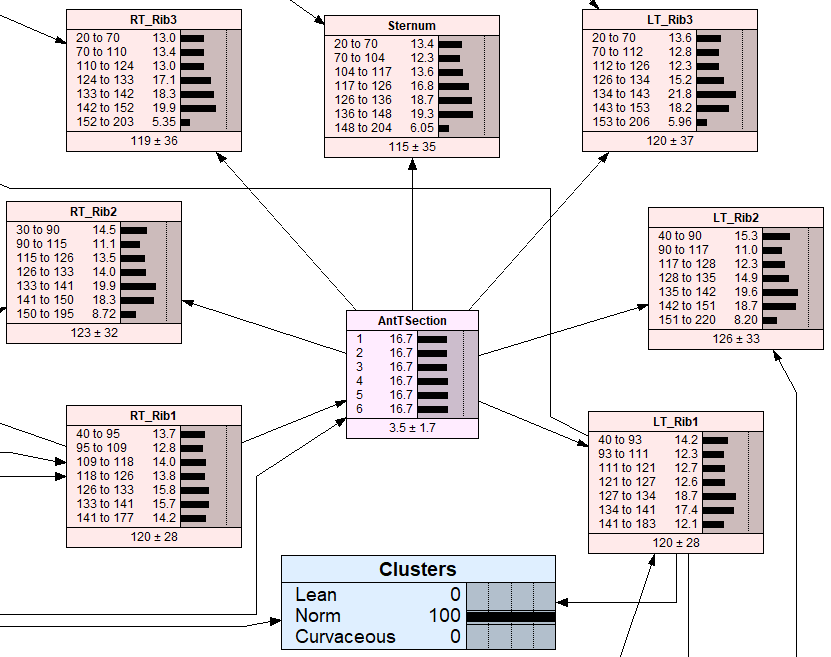 RT_Rib3
20 to 70 13.0
70 to 110 13.4
110 to 124 13.0
124 to 133 17.1
133 to 142 18.3
142 to 152 19.9
152 to 203 5.35
119 ± 36
Sternum
20 to 70 13.4
70 to 104 12.3
104 to 117 13.6
117 to 126 16.8
126 to 136 18.7
136 to 148 19.3
148 to 204 6.05
115 ± 35
LT_Rib3
20 to 70 13.6
70 to 112 12.8
112 to 126 12.3
126 to 134 15.2
134 to 143 21.8
143 to 153 18.2
153 to 206 5.96
120 ± 37
RT_Rib2
30 to 90 14.5
90 to 115 11.1
115 to 126 13.5
126 to 133 14.0
133 to 141 19.9
141 to 150 18.3
150 to 195 8.72
123 ± 32
LT_Rib2
40 to 90 15.3
90 to 117 11.0
117 to 128 12.3
128 to 135 14.9
135 to 142 19.6
142 to 151 18.7
151 to 220 8.20
126 ± 33
AntTSection
1 16.7
2 16.7
3 16.7
4 16.7
5 16.7
6 16.7
3.5 ± 1.7
RT_Rib1
40 to 95 13.7
95 to 109 12.8
109 to 118 14.0
118 to 126 13.8
126 to 133 15.8
133 to 141 15.7
141 to 177 14.2
120 ± 28
LT_Rib1
40 to 93 14.2
93 to 111 12.3
111 to 121 12.7
121 to 127 12.6
127 to 134 18.7
134 to 141 17.4
141 to 183 12.1
120 ± 28
Clusters
Lean 0
Norm 100
Curvaceous 0